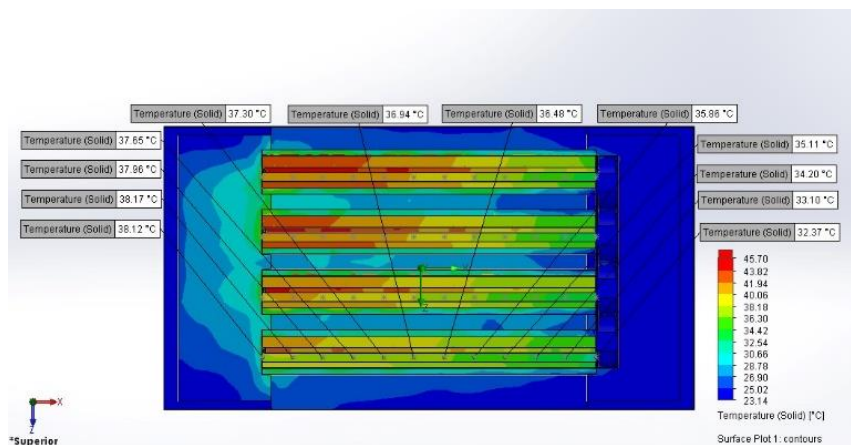 Temperature (Solid) 37.30 °C
Temperature (Solid) 36.94 °C
Temperature (Solid) 36.48 °C
Temperature (Solid) 35.86 °C
Temperature (Solid) 37.65 °C
Temperature (Solid) 35.11 °C
Temperature (Solid) 37.96 °C
Temperature (Solid) 34.20 °C
Temperature (Solid) 38.17 °C
Temperature (Solid) 33.10 °C
Temperature (Solid) 38.12 °C
Temperature (Solid) 32.37 °C
Z
45.70
43.82
41.94
40.06
38.18
36.30
34.42
32.54
30.66
28.78
26.90
25.02
23.14
Temperature (Solid) [°C]
X
Z
*Superior
Surface Plot 1: contours